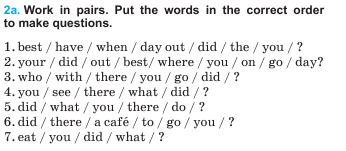 2a. Work in pairs. Put the words in the correct order
to make questions.
1. best / have / when / day out / did / the / you / ?
2. your / did / out / best/ where / you / on / go / day?
3. who / with / there / you / go / did / ?
4. you / see / there / what / did / ?
5. did / what / you / there / do / ?
6. did / there / a café / to / go / you / ?
7. eat / you / did / what / ?